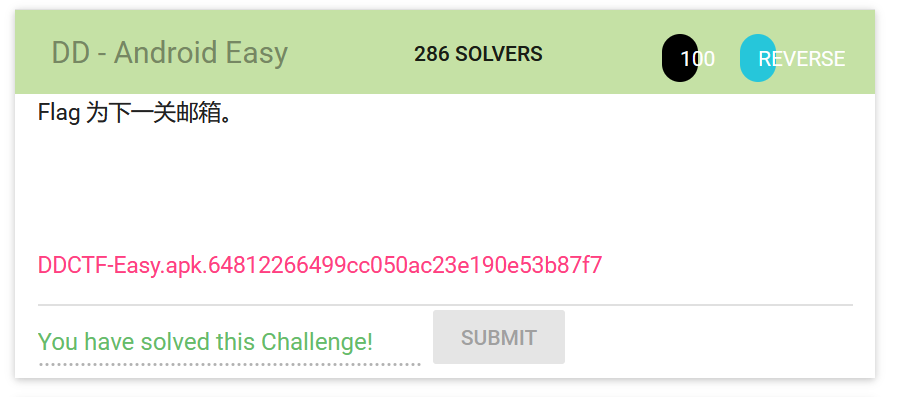 DD - Android Easy 286 SOLVERS 100 REVERSE
Flag 为下一关邮箱。
DDCTF-Easy.apk.64812266499cc050ac23e190e53b87f7
You have solved this Challenge! SUBMIT